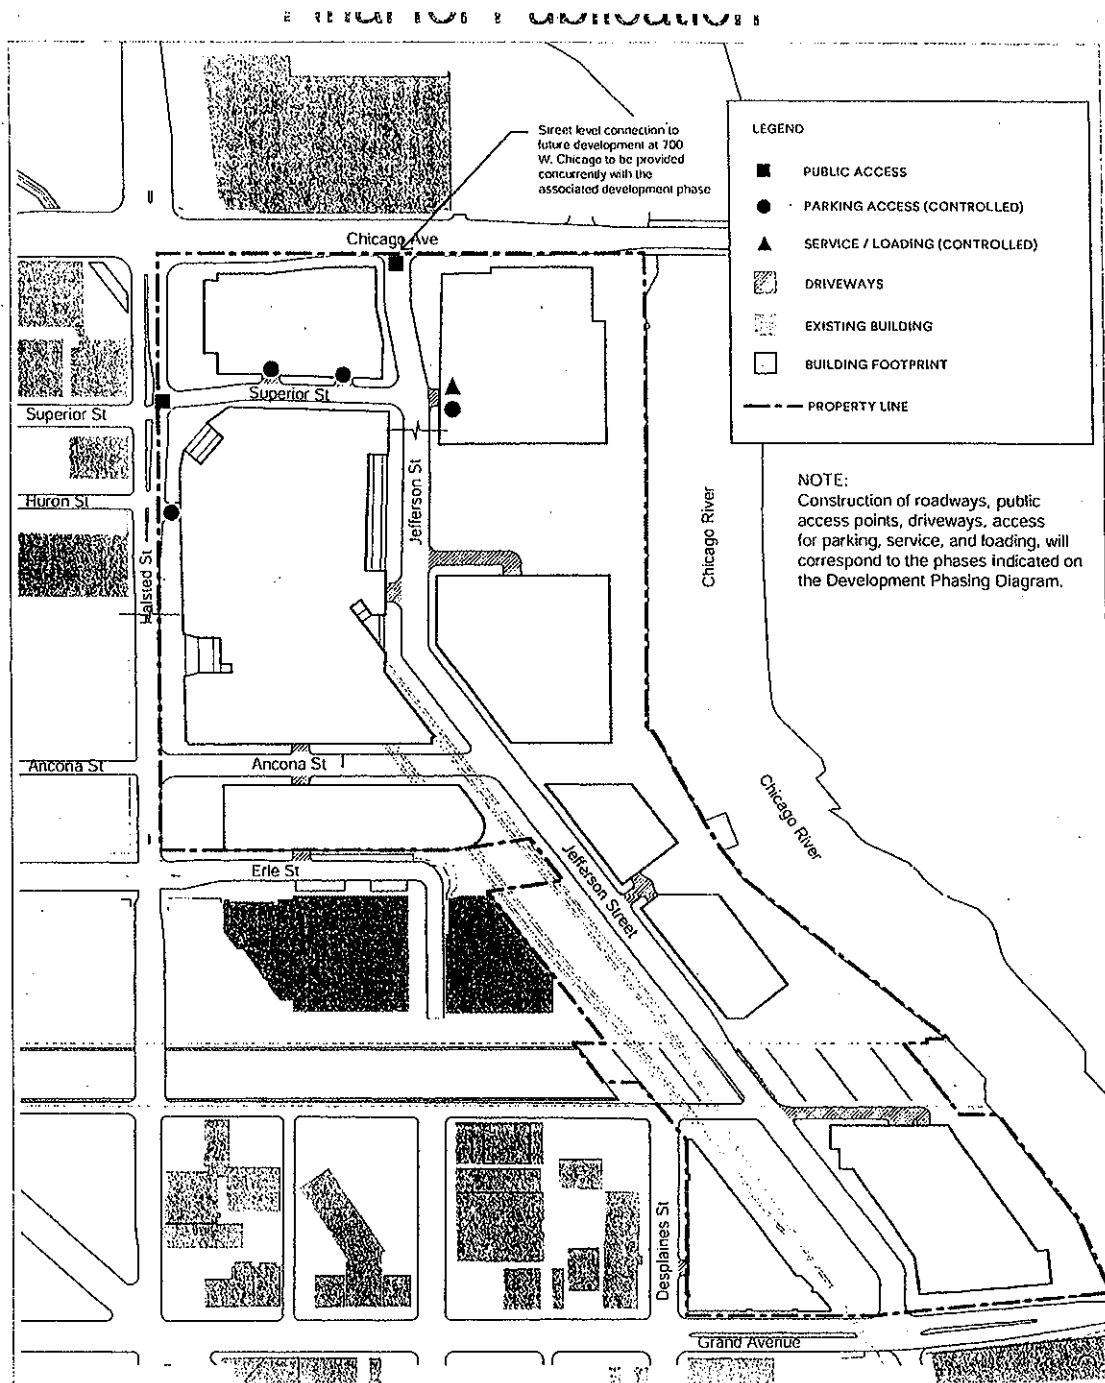 Final for Publication
Street level connection to
future development at 700
W. Chicago to be provided
concurrently with the
associated development phase
LEGEND
PUBLIC ACCESS
PARKING ACCESS (CONTROLLED)
SERVICE / LOADING (CONTROLLED)
DRIVEWAYS
EXISTING BUILDING
BUILDING FOOTPRINT
PROPERTY LINE
Chicago Ave
Superior St
Superior St
NOTE:
Construction of roadways, public
access points, driveways, access
for parking, service, and loading, will
correspond to the phases indicated on
the Development Phasing Diagram.
Huron St
Jefferson St
Halsted St
Chicago River
Ancona St
Ancona St
Chicago River
Erie St
Jefferson Street
Desplaines St
Grand Avenue